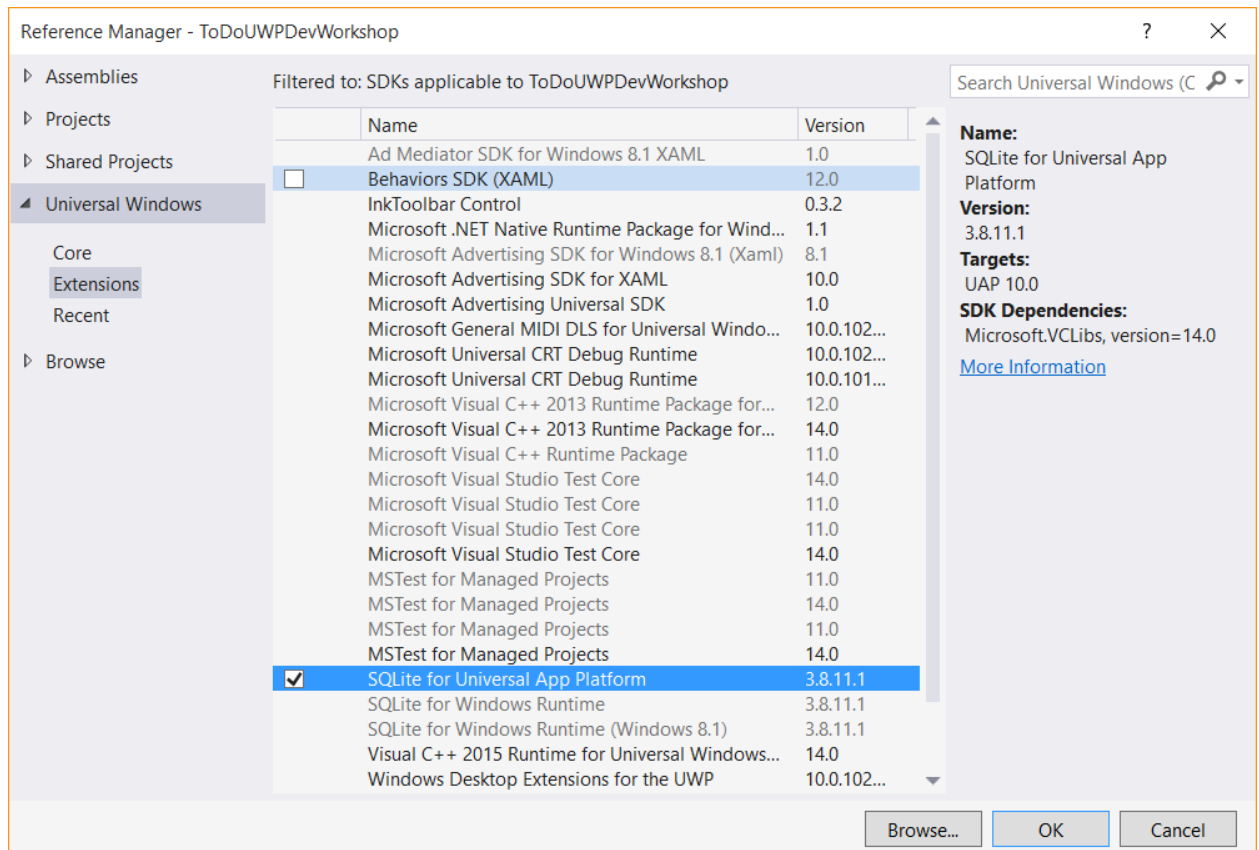 Reference Manager - ToDoUWPDevWorkshop ?
Assemblies
Projects
Shared Projects
Universal Windows
Core
Extensions
Recent
Browse
Filtered to: SDKs applicable to ToDoUWPDevWorkshop
Name Version
Ad Mediator SDK for Windows 8.1 XAML 1.0
Behaviors SDK (XAML) 12.0
InkToolbar Control 0.3.2
Microsoft .NET Native Runtime Package for Wind... 1.1
Microsoft Advertising SDK for Windows 8.1 (Xaml) 8.1
Microsoft Advertising SDK for XAML 10.0
Microsoft Advertising Universal SDK 1.0
Microsoft General MIDI DLS for Universal Windo... 10.0.102...
Microsoft Universal CRT Debug Runtime 10.0.102...
Microsoft Universal CRT Debug Runtime 10.0.101...
Microsoft Visual C++ 2013 Runtime Package for... 12.0
Microsoft Visual C++ 2013 Runtime Package for... 14.0
Microsoft Visual C++ Runtime Package 11.0
Microsoft Visual Studio Test Core 14.0
Microsoft Visual Studio Test Core 11.0
Microsoft Visual Studio Test Core 11.0
Microsoft Visual Studio Test Core 14.0
MSTest for Managed Projects 11.0
MSTest for Managed Projects 14.0
MSTest for Managed Projects 11.0
MSTest for Managed Projects 14.0
SQLite for Universal App Platform 3.8.11.1
SQLite for Windows Runtime 3.8.11.1
SQLite for Windows Runtime (Windows 8.1) 3.8.11.1
Visual C++ 2015 Runtime for Universal Windows... 14.0
Windows Desktop Extensions for the UWP 10.0.102...
Search Universal Windows (C
Name:
SQLite for Universal App
Platform
Version:
3.8.11.1
Targets:
UAP 10.0
SDK Dependencies:
Microsoft.VCLibs, version=14.0
More Information
Browse... OK Cancel